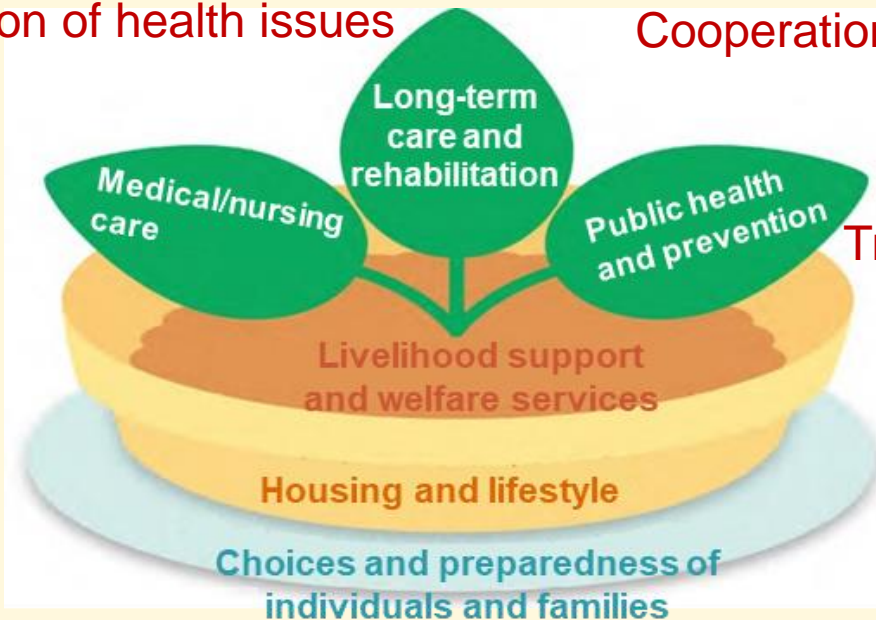 on of health issues
Cooperation
Long-term
care and
rehabilitation
Medical/nursing
care
Public health
and prevention
Tr
Livelihood support
and welfare services
Housing and lifestyle
Choices and preparedness of
individuals and families